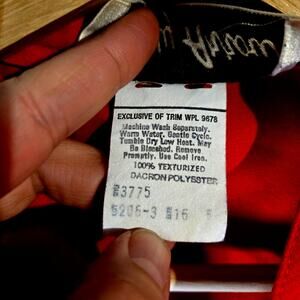 EXCLUSIVE OF TRIM WPL 9678
Machine Wash Separately.
Warm Water. Gentle Cycle.
Tumble Dry Low Heat. May
Be Bleached. Remove
Promptly. Use Cool Iron.
100% TEXTURIZED
DACRON POLYESTER
3775
5206-3 16